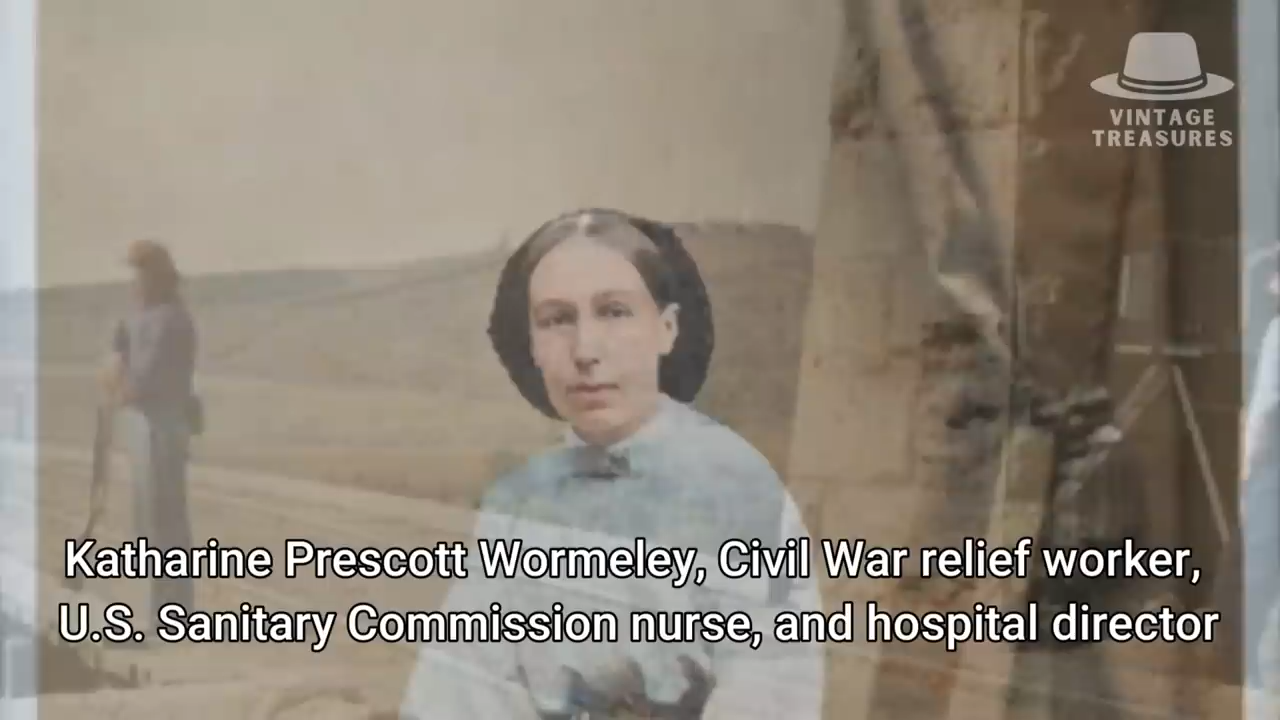 VINTAGE
TREASURES
Katharine Prescott Wormeley, Civil War relief worker,
U.S. Sanitary Commission nurse, and hospital director